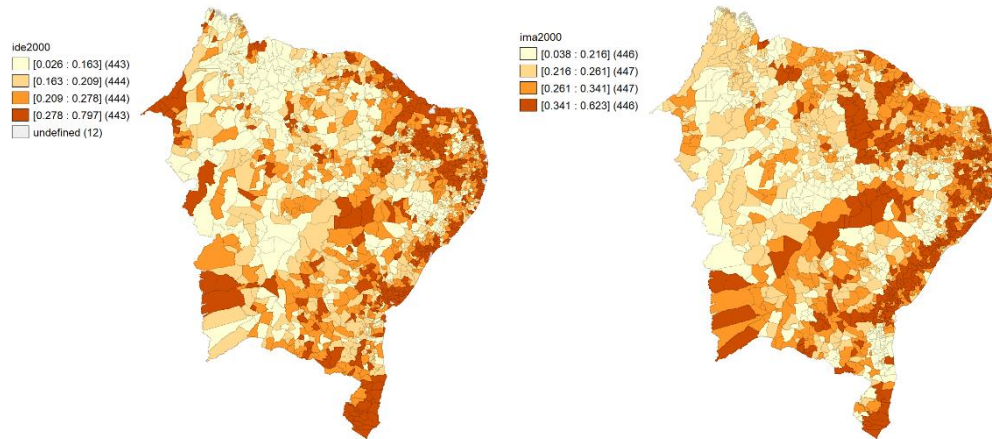 ide2000
[0.026 : 0.163] (443)
[0.163 : 0.209] (444)
[0.209 : 0.278] (444)
[0.278 : 0.797] (443)
undefined (12)
ima2000
[0.038 : 0.216] (446)
[0.216 : 0.261] (447)
[0.261 : 0.341] (447)
[0.341 : 0.623] (446)